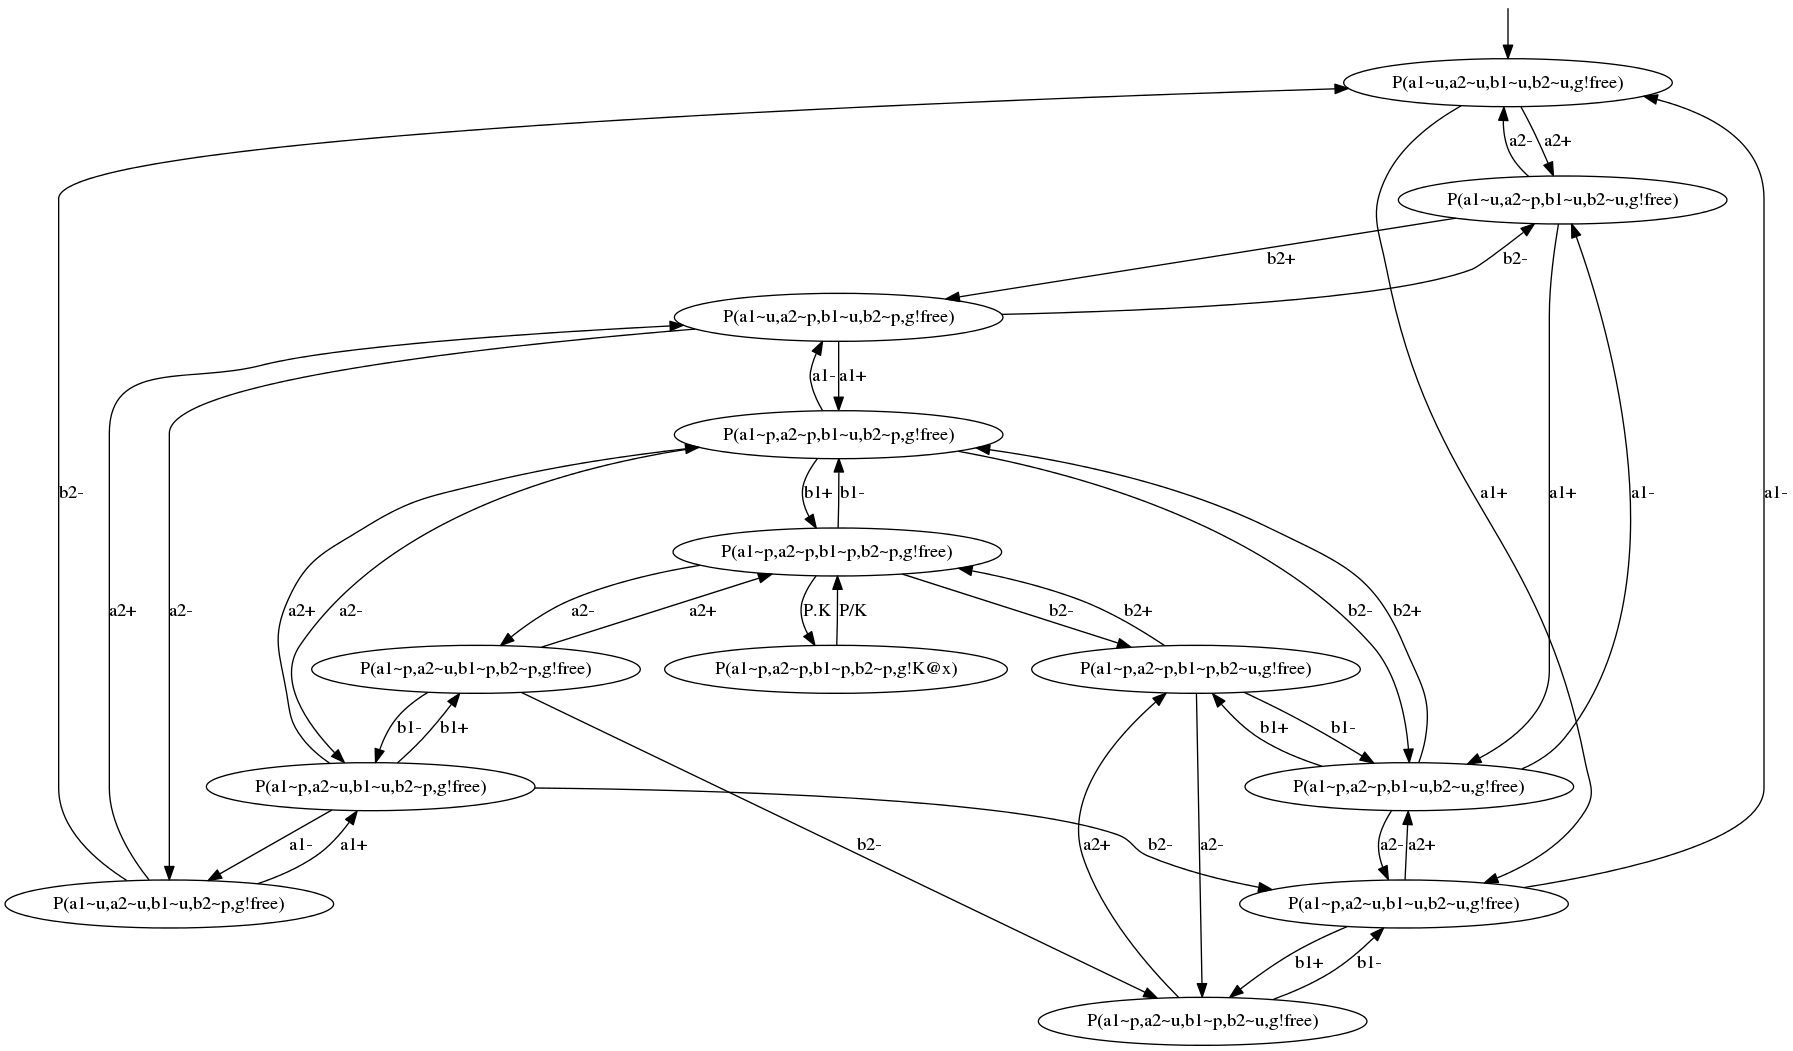 P(a1~u,a2~u,b1~u,b2~u,g!free)
a2-
a2+
P(a1~u,a2~p,b1~u,b2~u,g!free)
b2+
b2-
P(a1~u,a2~p,b1~u,b2~p,g!free)
a1-
a1+
P(a1~p,a2~p,b1~u,b2~p,g!free)
b2-
b1+
b1-
a1+
a1+
a1-
a1-
P(a1~p,a2~p,b1~p,b2~p,g!free)
a2+
a2-
a2+
a2-
a2-
a2+
P.K
P/K
b2-
b2+
b2-
b2+
P(a1~p,a2~u,b1~p,b2~p,g!free)
P(a1~p,a2~p,b1~p,b2~p,g!K@x)
P(a1~p,a2~p,b1~p,b2~u,g!free)
b1-
b1+
b1+
b1-
P(a1~p,a2~u,b1~u,b2~p,g!free)
P(a1~p,a2~p,b1~u,b2~u,g!free)
a1-
a1+
b2-
a2+
b2-
a2-
a2-
a2+
P(a1~u,a2~u,b1~u,b2~p,g!free)
P(a1~p,a2~u,b1~u,b2~u,g!free)
b1+
b1-
P(a1~p,a2~u,b1~p,b2~u,g!free)